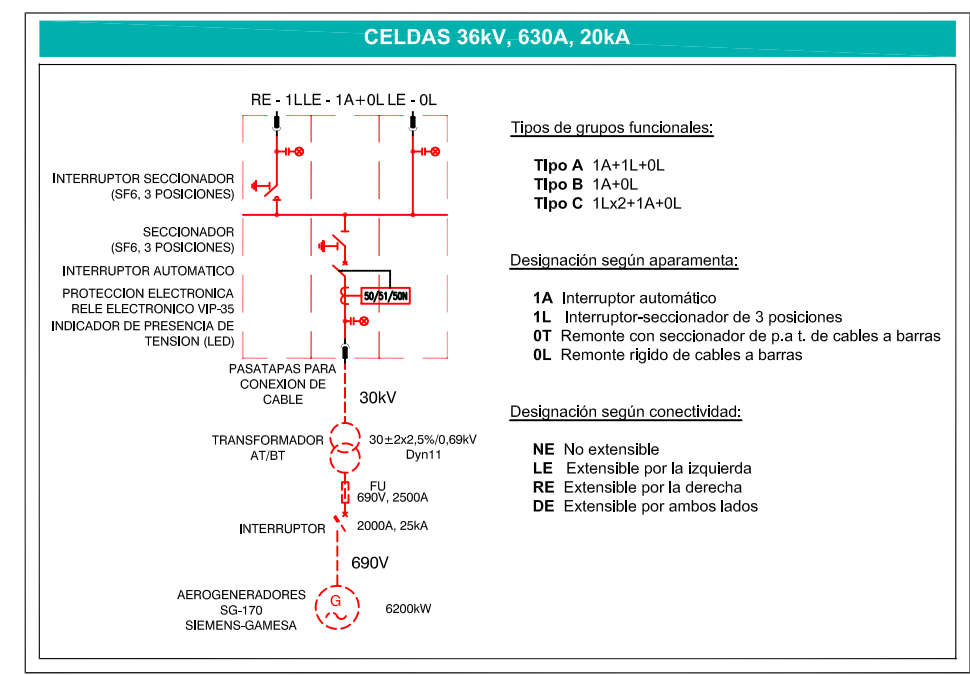 CELDAS 36kV, 630A, 20kA
RE - 1LLE - 1A+0L LE - 0L
INTERRUPTOR SECCIONADOR
(SF6, 3 POSICIONES)
SECCIONADOR
(SF6, 3 POSICIONES)
INTERRUPTOR AUTOMATICO
PROTECCION ELECTRONICA
RELE ELECTRONICO VIP-35
50/51/50N
INDICADOR DE PRESENCIA DE
TENSION (LED)
PASATAPAS PARA
CONEXION DE
CABLE
30kV
TRANSFORMADOR
AT/BT
30±2x2,5%/0,69kV
Dyn11
FU
690V, 2500A
INTERRUPTOR
2000A, 25kA
690V
AEROGENERADORES
SG-170
SIEMENS-GAMESA
G
6200kW
Tipos de grupos funcionales:
TIpo A 1A+1L+0L
TIpo B 1A+0L
TIpo C 1Lx2+1A+0L
Designación según aparamenta:
1A Interruptor automático
1L Interruptor-seccionador de 3 posiciones
0T Remonte con seccionador de p.a t. de cables a barras
0L Remonte rigido de cables a barras
Designación según conectividad:
NE No extensible
LE Extensible por la izquierda
RE Extensible por la derecha
DE Extensible por ambos lados